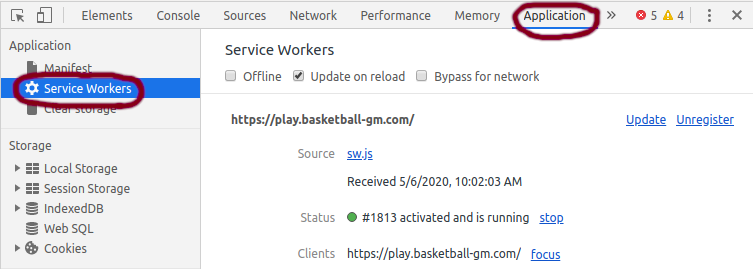 Elements Console Sources Network Performance Memory Application » 5 4
Application
Manifest
Service Workers
Clear storage
Storage
Local Storage
Session Storage
IndexedDB
Web SQL
Cookies
Service Workers
Offline Update on reload Bypass for network
https://play.basketball-gm.com/ Update Unregister
Source sw.js
Received 5/6/2020, 10:02:03 AM
Status #1813 activated and is running stop
Clients https://play.basketball-gm.com/ focus